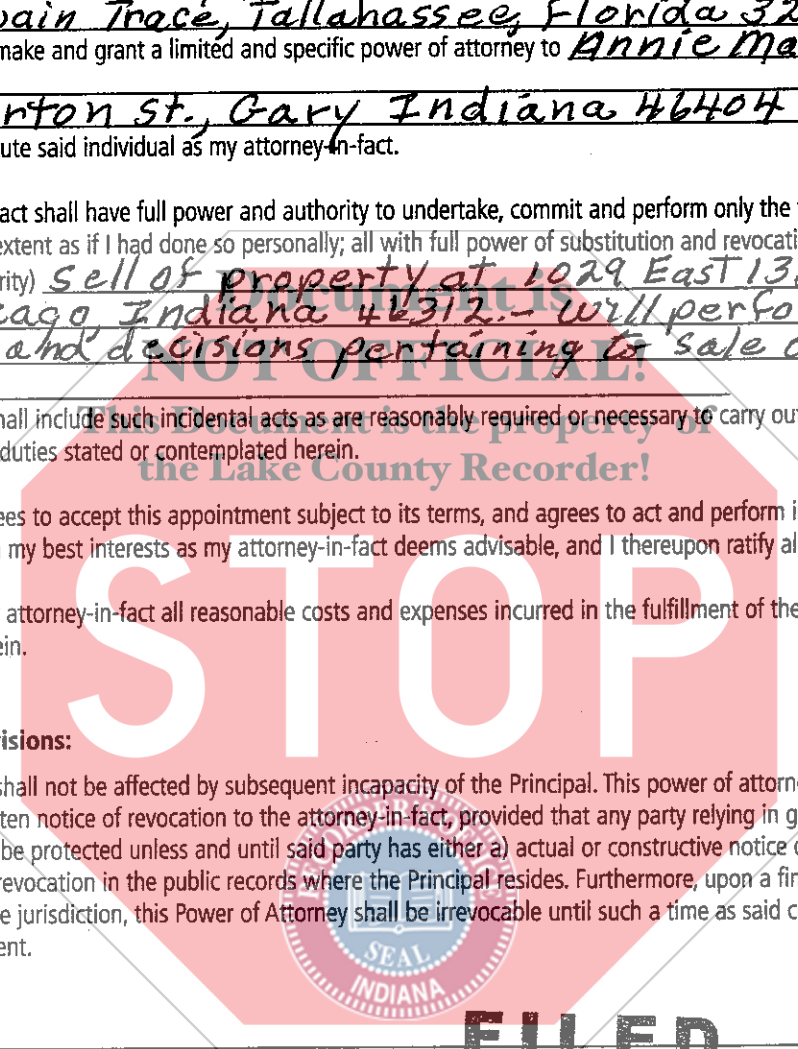 wain Trace, Tallahassee, Florida 32
make and grant a limited and specific power of attorney to Annie Ma
rton St., Gary Indiana 46404
ute said individual as my attorney-in-fact.
act shall have full power and authority to undertake, commit and perform only the
extent as if I had done so personally; all with full power of substitution and revocati
rity) Sell of property at 1029 East 13
cago, Indiana 46312.- Will perfo
and decisions pertaining to sale o
Document is
NOT OFFICIAL!
This Document is the property of
the Lake County Recorder!
hall include such incidental acts as are reasonably required or necessary to carry ou
duties stated or contemplated herein.
ees to accept this appointment subject to its terms, and agrees to act and perform i
my best interests as my attorney-in-fact deems advisable, and I thereupon ratify al
attorney-in-fact all reasonable costs and expenses incurred in the fulfillment of the
ein.
STOP
isions:
shall not be affected by subsequent incapacity of the Principal. This power of attorn
ten notice of revocation to the attorney-in-fact, provided that any party relying in g
be protected unless and until said party has either a) actual or constructive notice
revocation in the public records where the Principal resides. Furthermore, upon a fin
e jurisdiction, this Power of Attorney shall be irrevocable until such a time as said c
ent.
SEAL
INDIANA
FILED